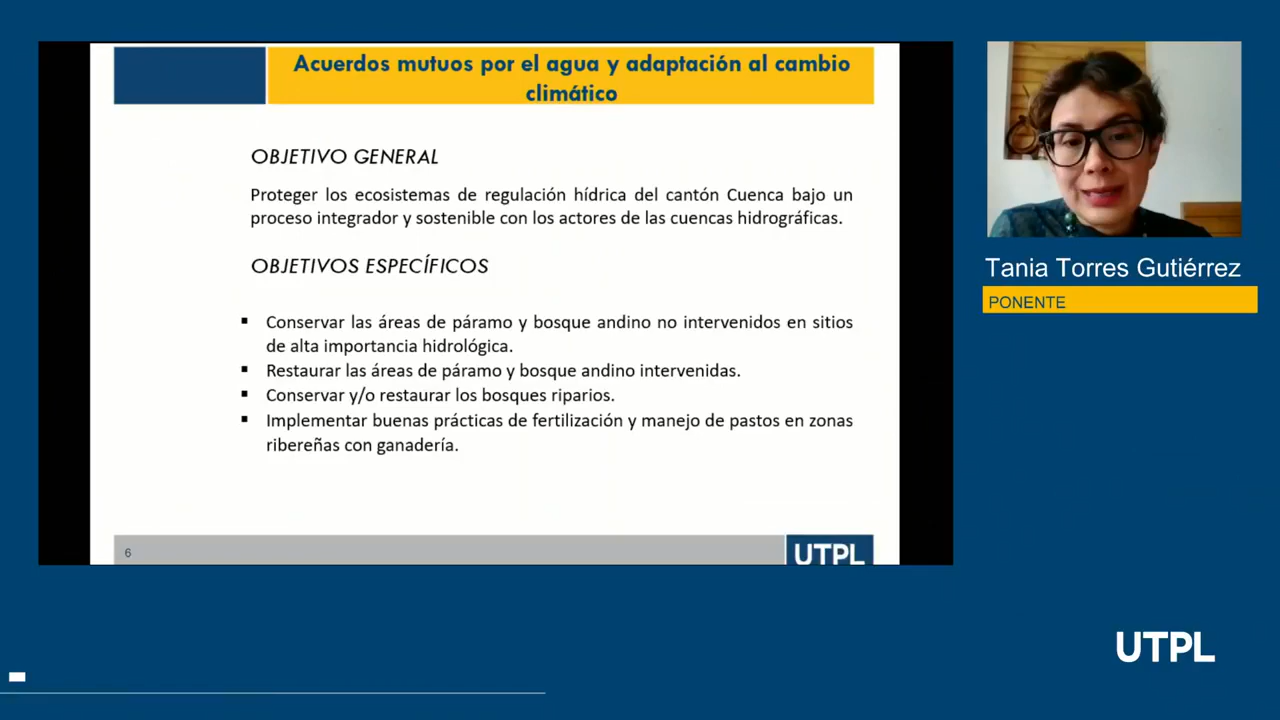 Acuerdos mutuos por el agua y adaptación al cambio
climático
OBJETIVO GENERAL
Proteger los ecosistemas de regulación hídrica del cantón Cuenca bajo un
proceso integrador y sostenible con los actores de las cuencas hidrográficas.
OBJETIVOS ESPECÍFICOS
▪ Conservar las áreas de páramo y bosque andino no intervenidos en sitios
de alta importancia hidrológica.
▪ Restaurar las áreas de páramo y bosque andino intervenidas.
▪ Conservar y/o restaurar los bosques riparios.
▪ Implementar buenas prácticas de fertilización y manejo de pastos en zonas
ribereñas con ganadería.
6
UTPL
Tania Torres Gutiérrez
PONENTE
UTPL